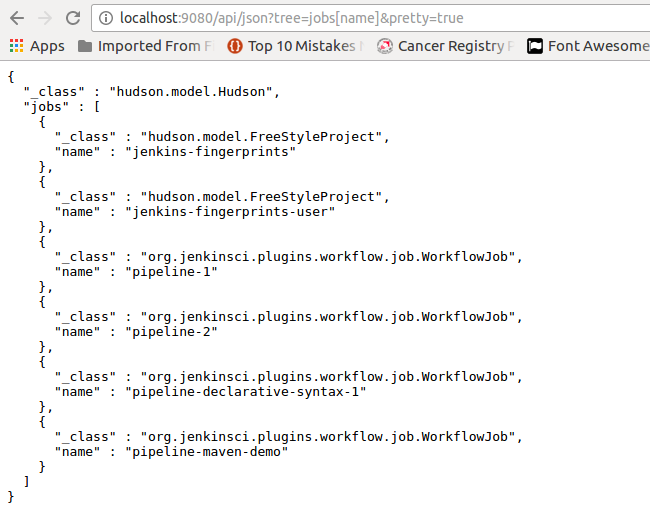 localhost:9080/api/json?tree=jobs[name]&pretty=true
Apps Imported From Fi Top 10 Mistakes Cancer Registry Font Awesome
{
  "_class" : "hudson.model.Hudson",
  "jobs" : [
    {
      "_class" : "hudson.model.FreeStyleProject",
      "name" : "jenkins-fingerprints"
    },
    {
      "_class" : "hudson.model.FreeStyleProject",
      "name" : "jenkins-fingerprints-user"
    },
    {
      "_class" : "org.jenkinsci.plugins.workflow.job.WorkflowJob",
      "name" : "pipeline-1"
    },
    {
      "_class" : "org.jenkinsci.plugins.workflow.job.WorkflowJob",
      "name" : "pipeline-2"
    },
    {
      "_class" : "org.jenkinsci.plugins.workflow.job.WorkflowJob",
      "name" : "pipeline-declarative-syntax-1"
    },
    {
      "_class" : "org.jenkinsci.plugins.workflow.job.WorkflowJob",
      "name" : "pipeline-maven-demo"
    }
  ]
}